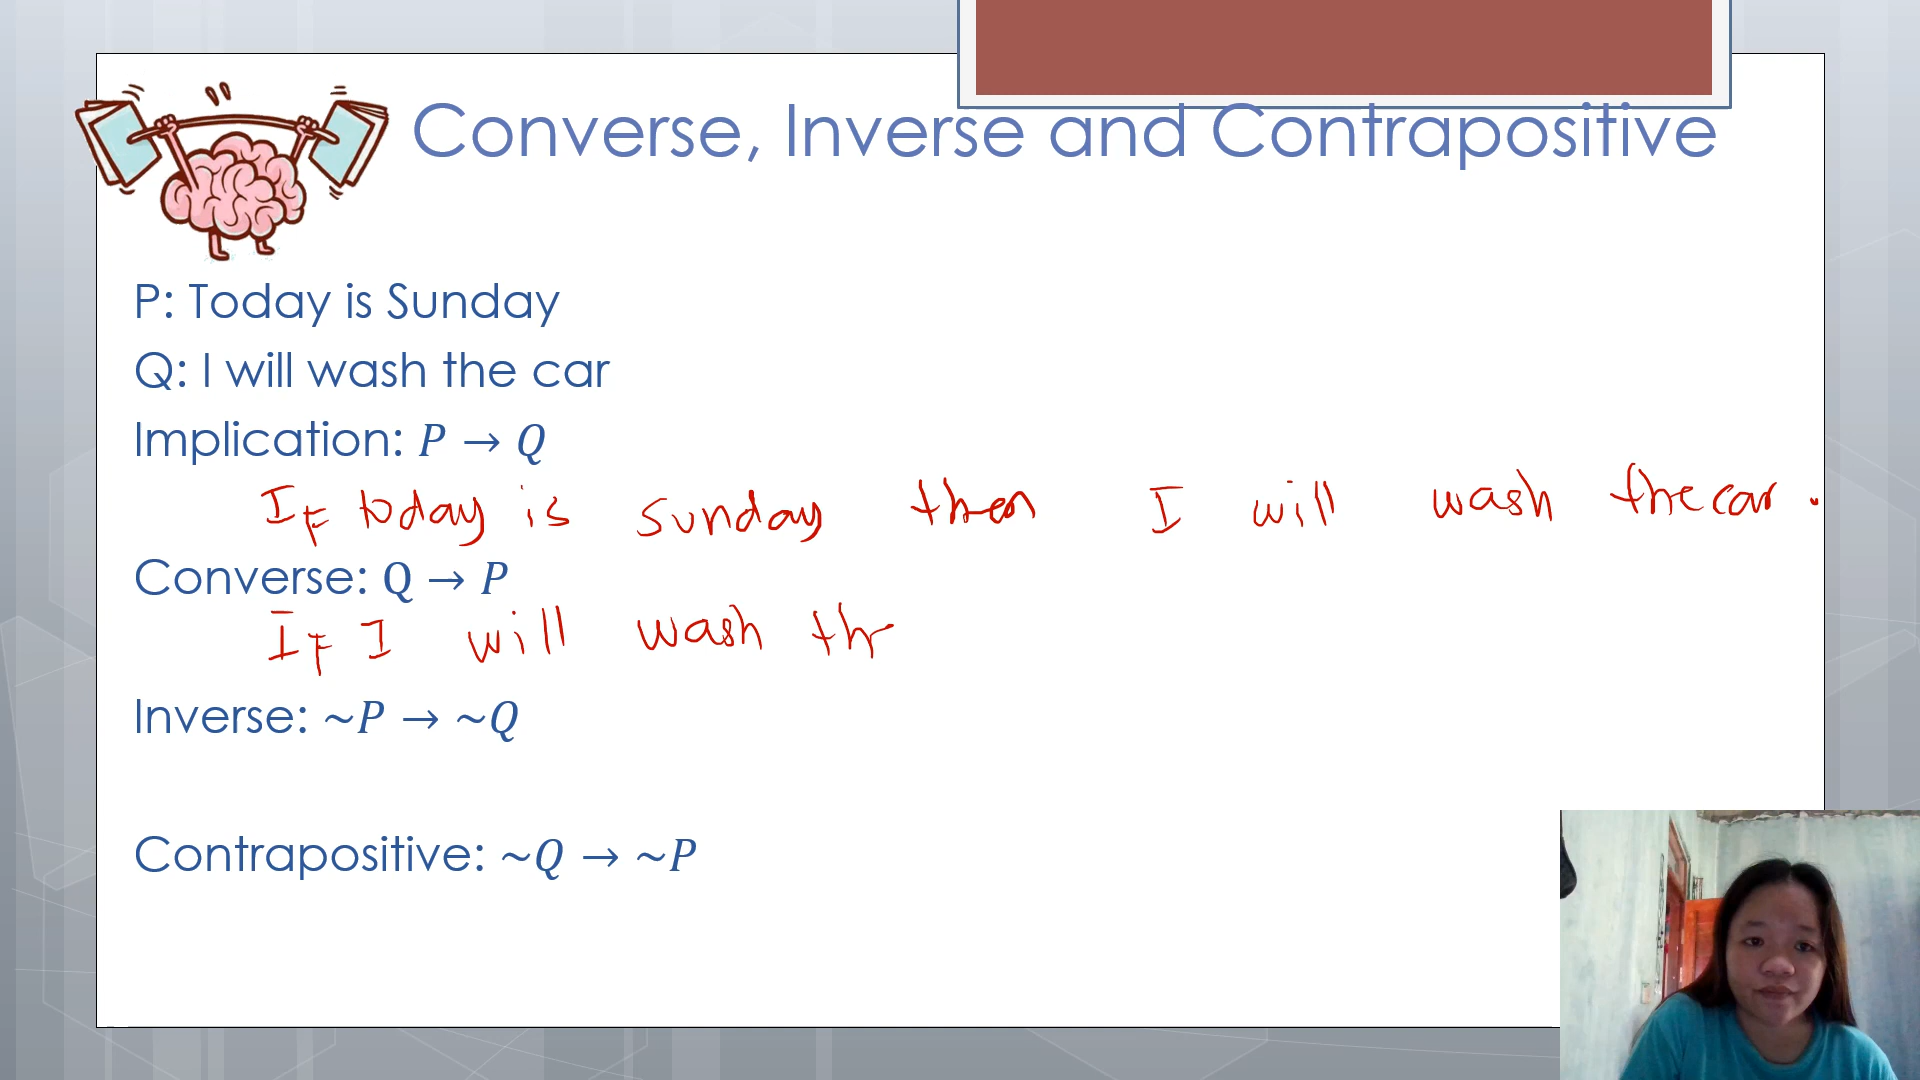 Converse, Inverse and Contrapositive
P: Today is Sunday
Q: I will wash the car
Implication: P → Q
If today is sunday then I will wash the car.
Converse: Q → P
If I will wash th
Inverse: ~P → ~Q
Contrapositive: ~Q → ~P